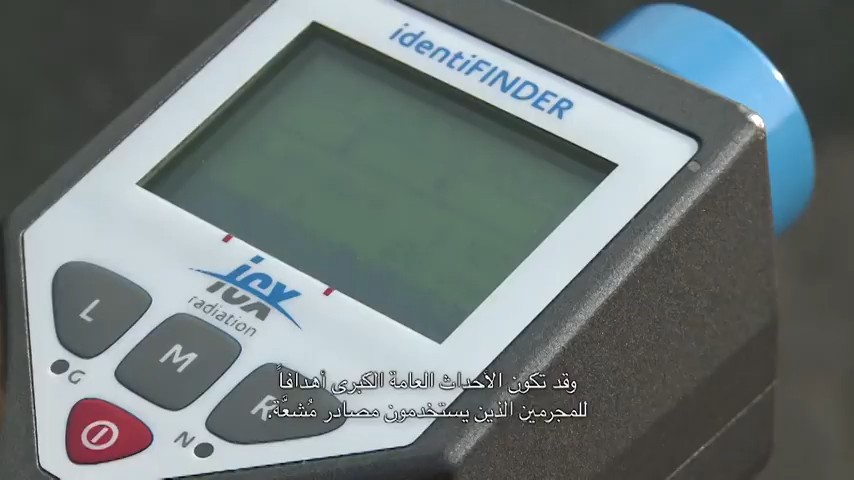 identiFINDER
icx
radiation
L
M
R
G
N
وقد تكون الأحداث العامة الكبرى أهدافاً
للمجرمين الذين يستخدمون مصادر مُشعَّة.